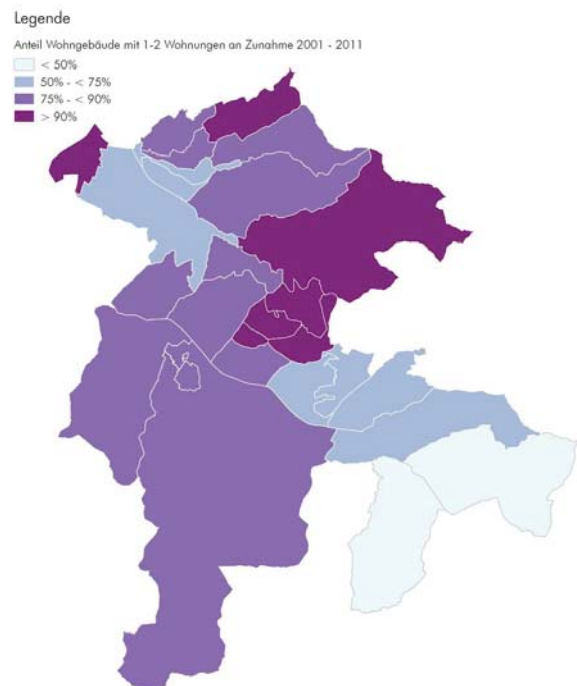 Legende
Anteil Wohngebäude mit 1-2 Wohnungen an Zunahme 2001 - 2011
< 50%
50% - < 75%
75% - < 90%
> 90%